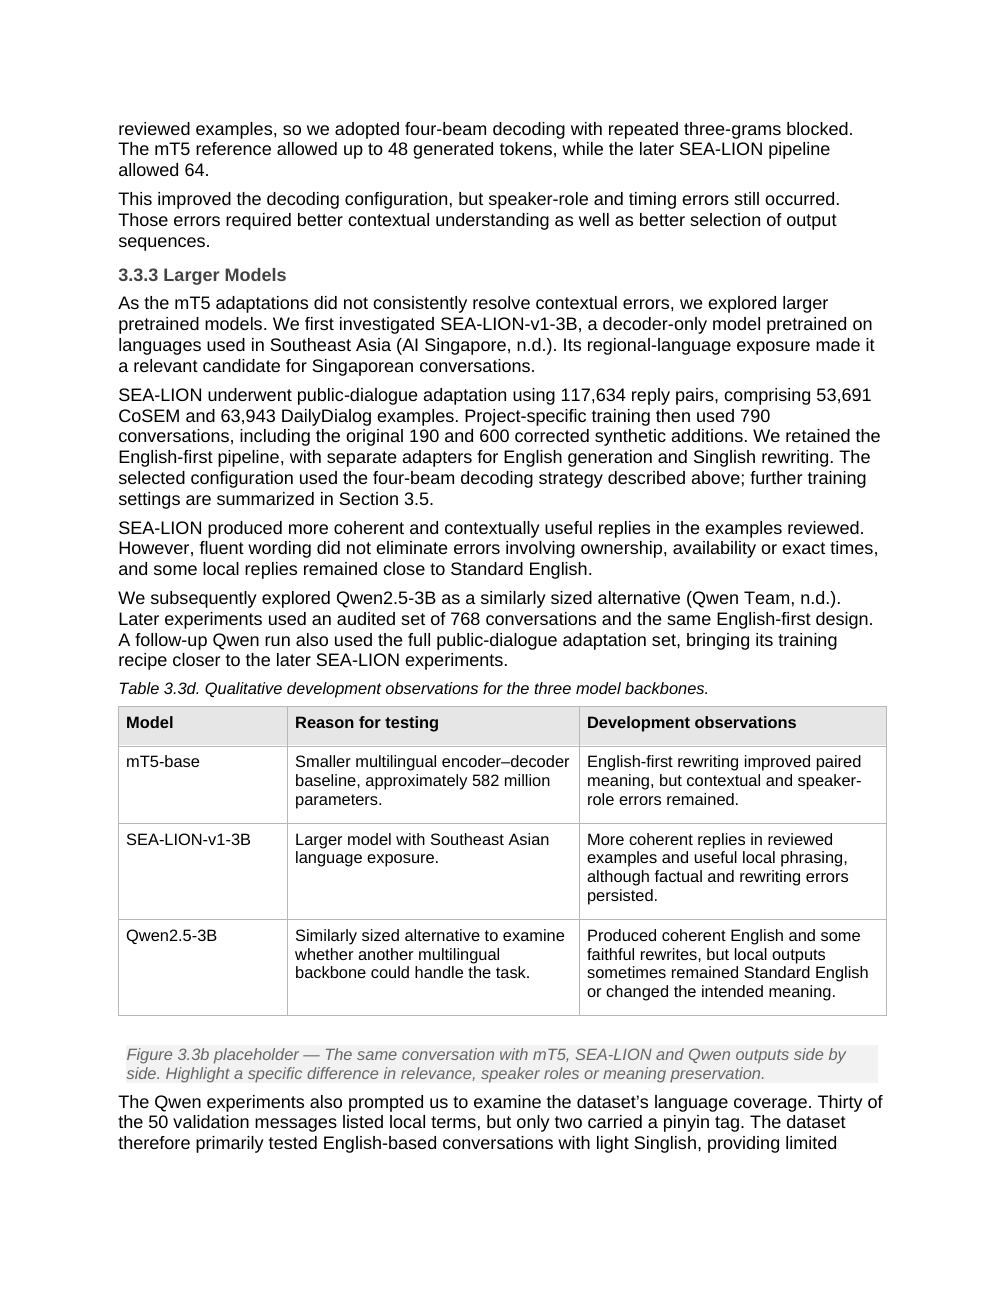 reviewed examples, so we adopted four-beam decoding with repeated three-grams blocked.
The mT5 reference allowed up to 48 generated tokens, while the later SEA-LION pipeline
allowed 64.
This improved the decoding configuration, but speaker-role and timing errors still occurred.
Those errors required better contextual understanding as well as better selection of output
sequences.
3.3.3 Larger Models
As the mT5 adaptations did not consistently resolve contextual errors, we explored larger
pretrained models. We first investigated SEA-LION-v1-3B, a decoder-only model pretrained on
languages used in Southeast Asia (AI Singapore, n.d.). Its regional-language exposure made it
a relevant candidate for Singaporean conversations.
SEA-LION underwent public-dialogue adaptation using 117,634 reply pairs, comprising 53,691
CoSEM and 63,943 DailyDialog examples. Project-specific training then used 790
conversations, including the original 190 and 600 corrected synthetic additions. We retained the
English-first pipeline, with separate adapters for English generation and Singlish rewriting. The
selected configuration used the four-beam decoding strategy described above; further training
settings are summarized in Section 3.5.
SEA-LION produced more coherent and contextually useful replies in the examples reviewed.
However, fluent wording did not eliminate errors involving ownership, availability or exact times,
and some local replies remained close to Standard English.
We subsequently explored Qwen2.5-3B as a similarly sized alternative (Qwen Team, n.d.).
Later experiments used an audited set of 768 conversations and the same English-first design.
A follow-up Qwen run also used the full public-dialogue adaptation set, bringing its training
recipe closer to the later SEA-LION experiments.
Table 3.3d. Qualitative development observations for the three model backbones.
Model
Reason for testing
Development observations
mT5-base
Smaller multilingual encoder–decoder
baseline, approximately 582 million
parameters.
English-first rewriting improved paired
meaning, but contextual and speaker-
role errors remained.
SEA-LION-v1-3B
Larger model with Southeast Asian
language exposure.
More coherent replies in reviewed
examples and useful local phrasing,
although factual and rewriting errors
persisted.
Qwen2.5-3B
Similarly sized alternative to examine
whether another multilingual
backbone could handle the task.
Produced coherent English and some
faithful rewrites, but local outputs
sometimes remained Standard English
or changed the intended meaning.
Figure 3.3b placeholder — The same conversation with mT5, SEA-LION and Qwen outputs side by
side. Highlight a specific difference in relevance, speaker roles or meaning preservation.
The Qwen experiments also prompted us to examine the dataset’s language coverage. Thirty of
the 50 validation messages listed local terms, but only two carried a pinyin tag. The dataset
therefore primarily tested English-based conversations with light Singlish, providing limited